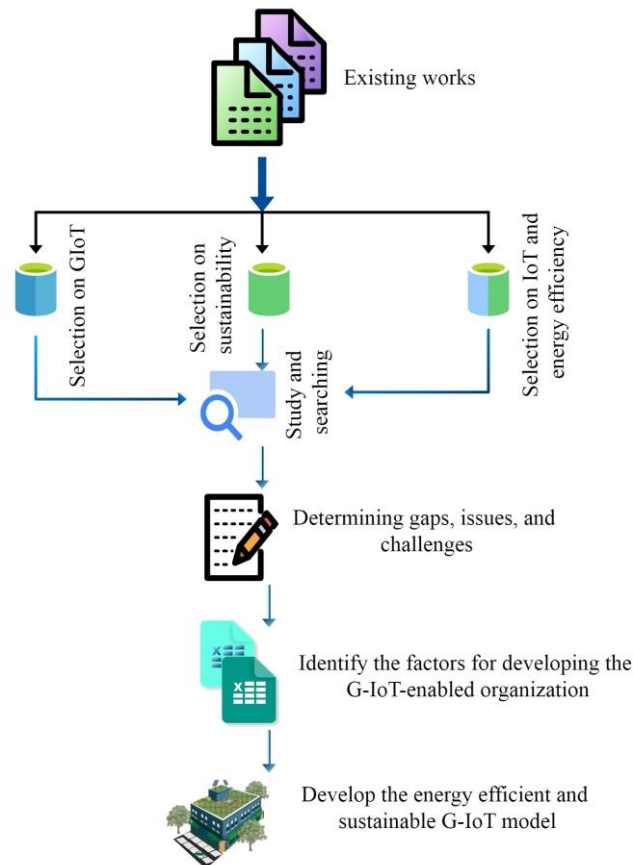 Existing works
Selection on GIoT
Selection on
sustainability
Selection on IoT and
energy efficiency
Study and
searching
Determining gaps, issues, and
challenges
Identify the factors for developing the
G-IoT-enabled organization
X
X
Develop the energy efficient and
sustainable G-IoT model